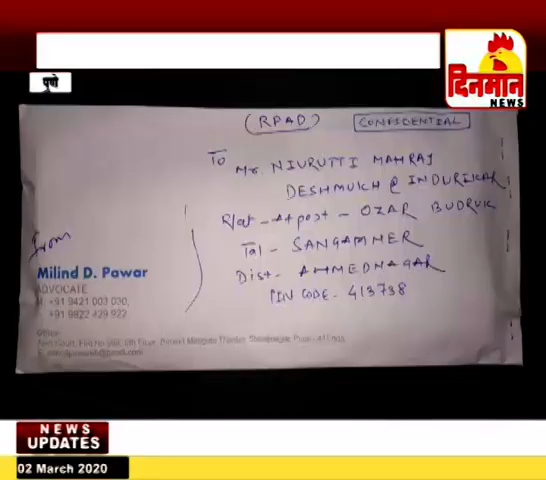 दिनमान
NEWS
पुणे
(RPAD)
CONFIDENTIAL
To
Mr. NIVRUTTI MAHRAJ
DESHMUKH @ INDURIKAR
R/at - At post - OZAR BUDRUK
Tal - SANGAMNER
Dist - AHMEDNAGAR
PIN CODE - 413738
From
Milind D. Pawar
ADVOCATE
M. +91 9421 003 030,
+91 9822 429 922
Office:
NEWS
UPDATES
02 March 2020